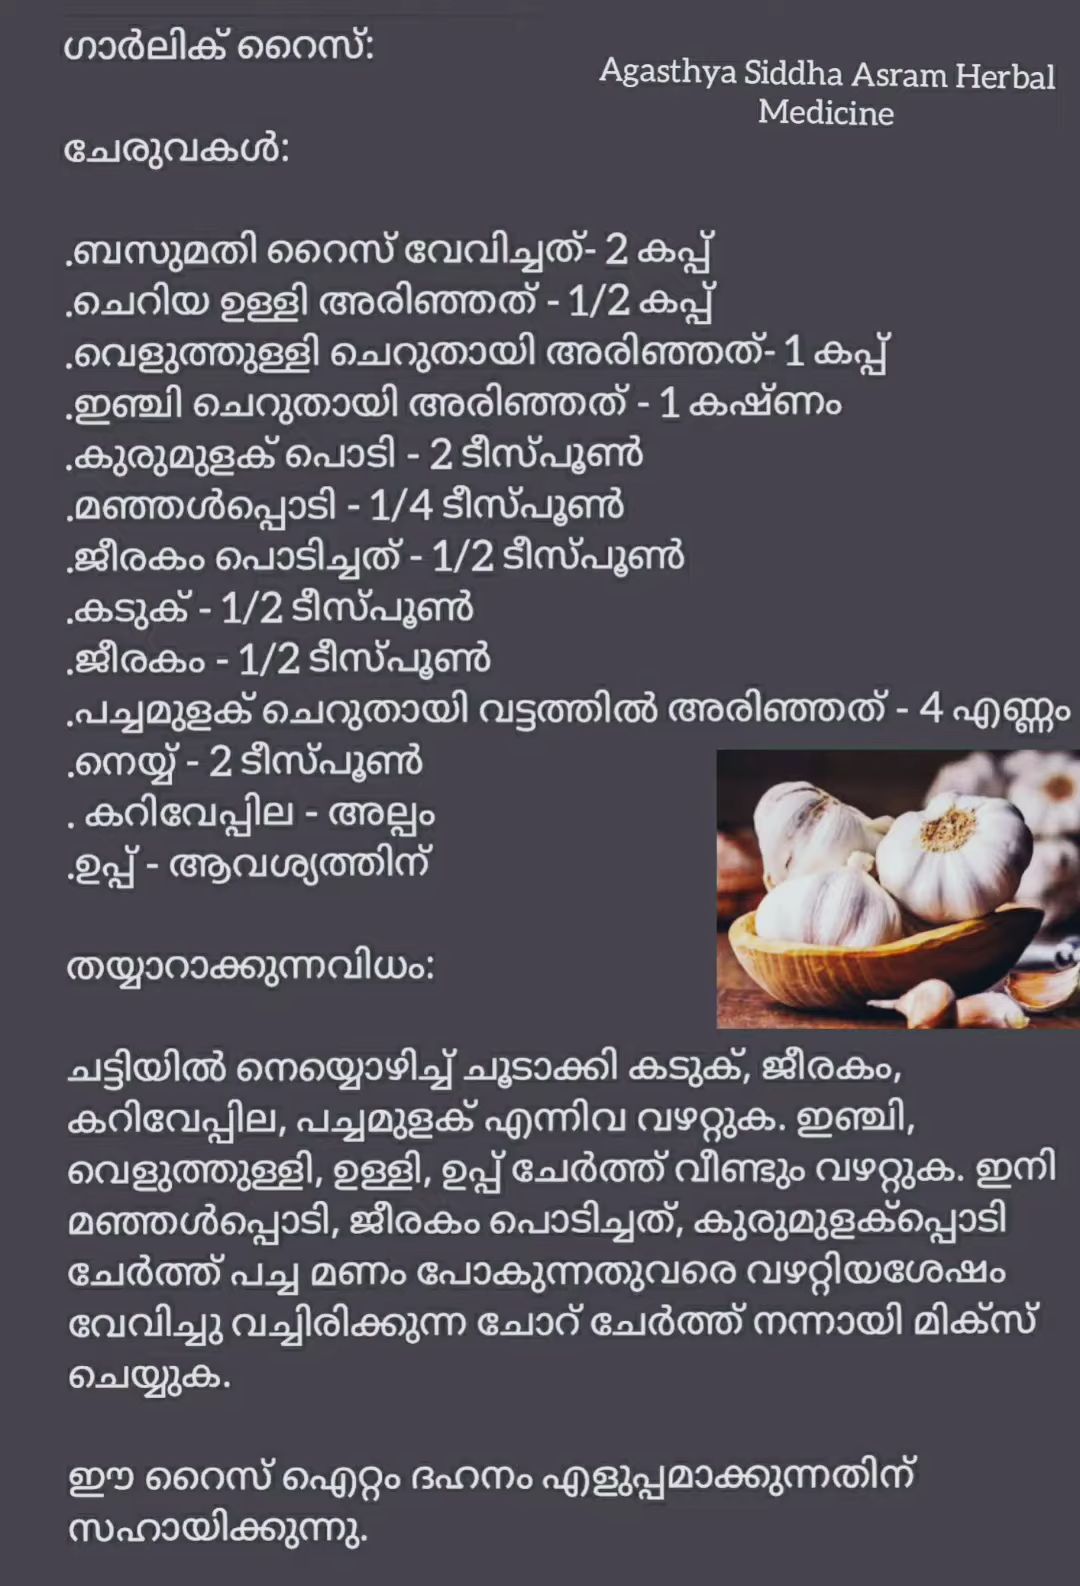 ഗാർലിക് റൈസ്:
Agasthya Siddha Asram Herbal
Medicine
ചേരുവകൾ:
.ബസുമതി റൈസ് വേവിച്ചത്- 2 കപ്പ്
.ചെറിയ ഉള്ളി അരിഞ്ഞത് - 1/2 കപ്പ്
.വെളുത്തുള്ളി ചെറുതായി അരിഞ്ഞത്- 1 കപ്പ്
.ഇഞ്ചി ചെറുതായി അരിഞ്ഞത് - 1 കഷ്ണം
.കുരുമുളക് പൊടി - 2 ടീസ്പൂൺ
.മഞ്ഞൾപ്പൊടി - 1/4 ടീസ്പൂൺ
.ജീരകം പൊടിച്ചത് - 1/2 ടീസ്പൂൺ
.കടുക് - 1/2 ടീസ്പൂൺ
.ജീരകം - 1/2 ടീസ്പൂൺ
.പച്ചമുളക് ചെറുതായി വട്ടത്തിൽ അരിഞ്ഞത് - 4 എണ്ണം
.നെയ്യ് - 2 ടീസ്പൂൺ
. കറിവേപ്പില - അല്പം
.ഉപ്പ് - ആവശ്യത്തിന്
തയ്യാറാക്കുന്നവിധം:
ചട്ടിയിൽ നെയ്യൊഴിച്ച് ചൂടാക്കി കടുക്, ജീരകം,
കറിവേപ്പില, പച്ചമുളക് എന്നിവ വഴറ്റുക. ഇഞ്ചി,
വെളുത്തുള്ളി, ഉള്ളി, ഉപ്പ് ചേർത്ത് വീണ്ടും വഴറ്റുക. ഇനി
മഞ്ഞൾപ്പൊടി, ജീരകം പൊടിച്ചത്, കുരുമുളക്പ്പൊടി
ചേർത്ത് പച്ച മണം പോകുന്നതുവരെ വഴറ്റിയശേഷം
വേവിച്ചു വച്ചിരിക്കുന്ന ചോറ് ചേർത്ത് നന്നായി മിക്സ്
ചെയ്യുക.
ഈ റൈസ് ഐറ്റം ദഹനം എളുപ്പമാക്കുന്നതിന്
സഹായിക്കുന്നു.